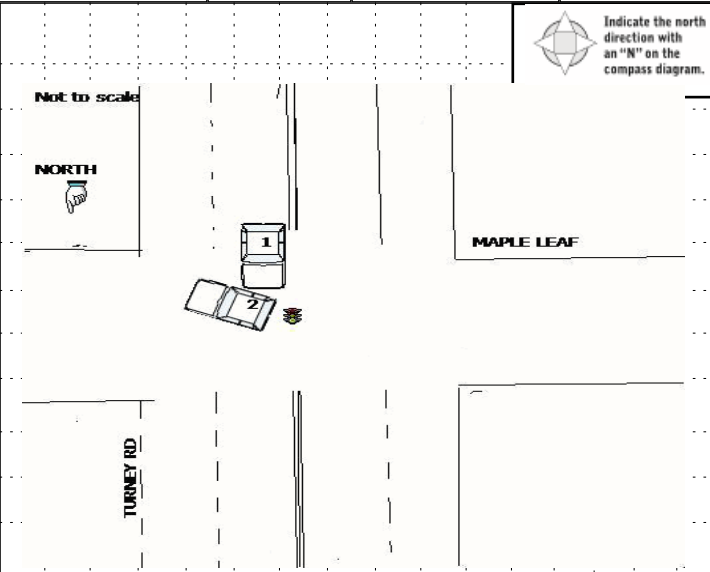 Indicate the north
direction with
an “N” on the
compass diagram.
Not to scale
NORTH
1
MAPLE LEAF
2
TURNEY RD